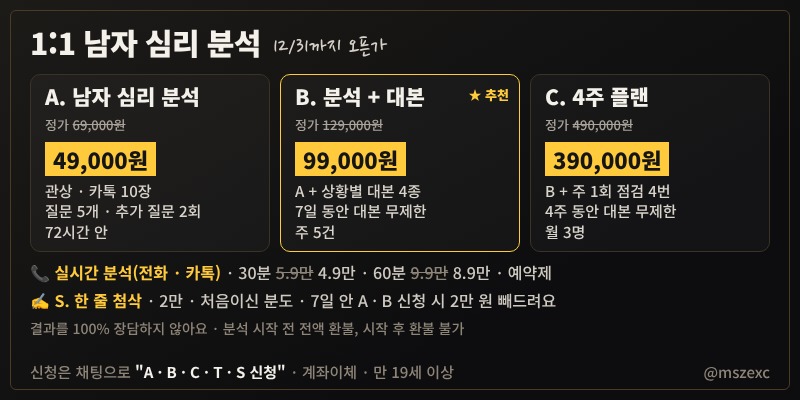 1:1 남자 심리 분석 12/31까지 오픈가
A. 남자 심리 분석
정가 69,000원
49,000원
관상 · 카톡 10장
질문 5개 · 추가 질문 2회
72시간 안
B. 분석 + 대본
★ 추천
정가 129,000원
99,000원
A + 상황별 대본 4종
7일 동안 대본 무제한
주 5건
C. 4주 플랜
정가 490,000원
390,000원
B + 주 1회 점검 4번
4주 동안 대본 무제한
월 3명
📞 실시간 분석(전화 · 카톡) · 30분 5.9만 4.9만 · 60분 9.9만 8.9만 · 예약제
✍️ S. 한 줄 첨삭 · 2만 · 처음이신 분도 · 7일 안 A · B 신청 시 2만 원 빼드려요
결과를 100% 장담하지 않아요 · 분석 시작 전 전액 환불, 시작 후 환불 불가
신청은 채팅으로 "A · B · C · T · S 신청" · 계좌이체 · 만 19세 이상
@mszexc